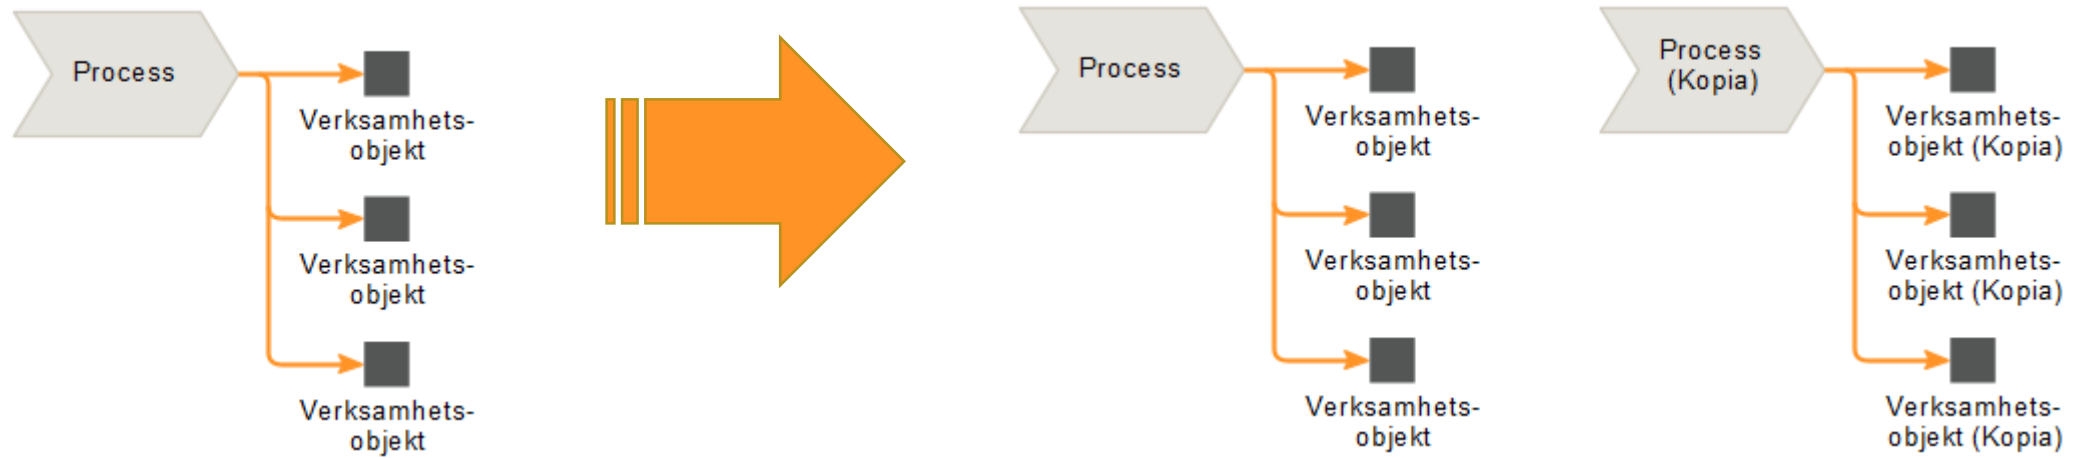 Process
Verksamhets-
objekt
Verksamhets-
objekt
Verksamhets-
objekt
Process
Verksamhets-
objekt
Verksamhets-
objekt
Verksamhets-
objekt
Process
(Kopia)
Verksamhets-
objekt (Kopia)
Verksamhets-
objekt (Kopia)
Verksamhets-
objekt (Kopia)